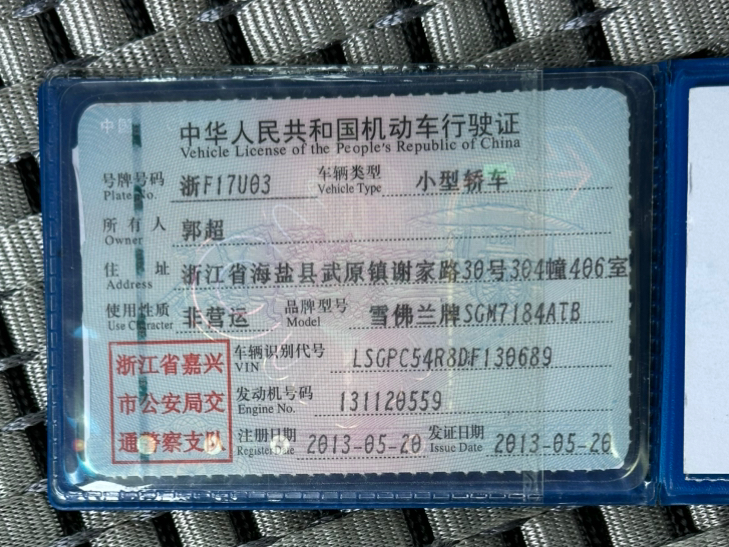 中华人民共和国机动车行驶证
Vehicle License of the People's Republic of China
号牌号码 浙F17U03 车辆类型 小型轿车
Plate No. Vehicle Type
所有人 郭超
Owner
住址 浙江省海盐县武原镇谢家路30号304幢406室
Address
使用性质 非营运 品牌型号 雪佛兰牌SGM7184ATB
Use Character Model
车辆识别代号 LSGPC54R8DF130689
VIN
发动机号码 131120559
Engine No.
注册日期 2013-05-20 发证日期 2013-05-20
Register Date Issue Date
浙江省嘉兴
市公安局交
通警察支队